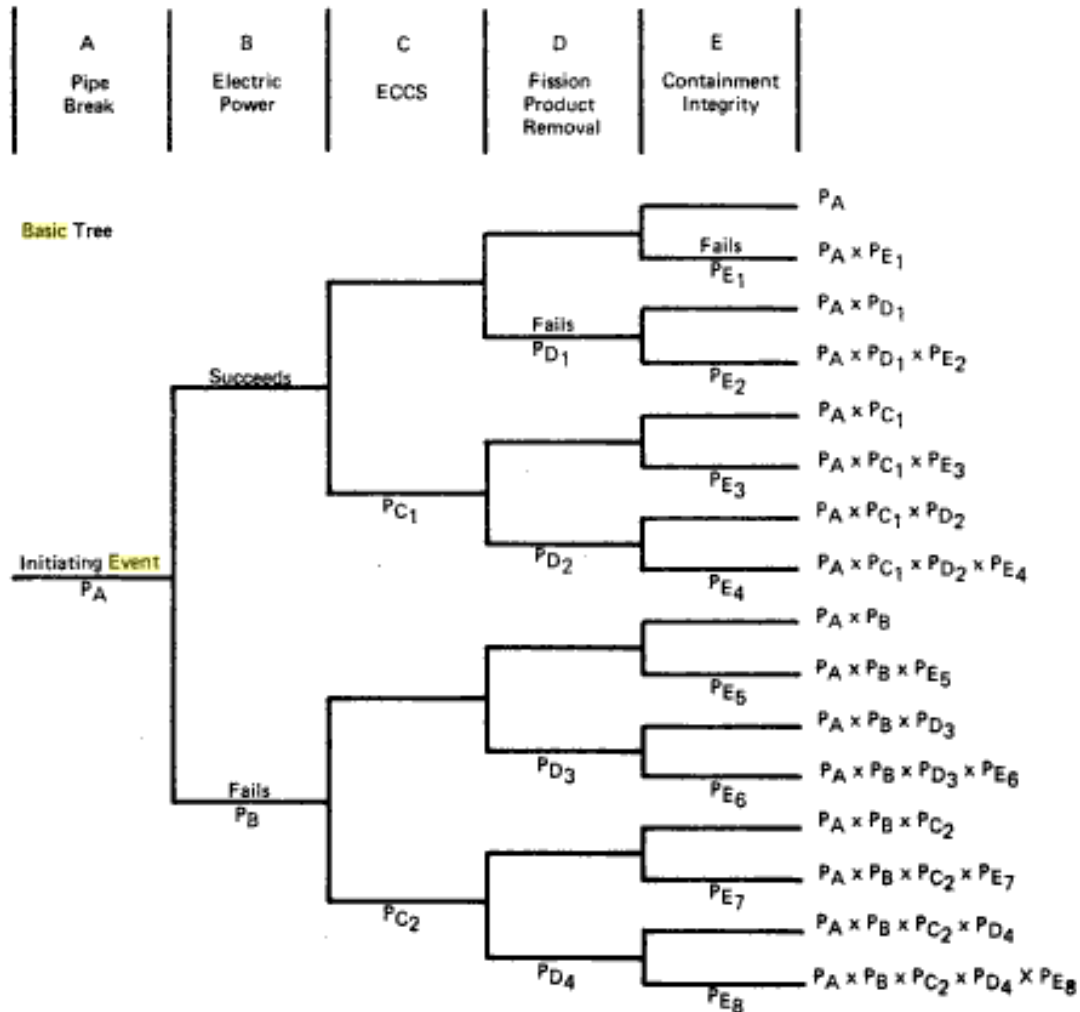 A
Pipe
Break
B
Electric
Power
C
ECCS
D
Fission
Product
Removal
E
Containment
Integrity
Basic Tree
P_A
Fails
P_E1
P_A x P_E1
Fails
P_D1
P_A x P_D1
P_E2
P_A x P_D1 x P_E2
Succeeds
P_C1
P_A x P_C1
P_E3
P_A x P_C1 x P_E3
P_D2
P_A x P_C1 x P_D2
P_E4
P_A x P_C1 x P_D2 x P_E4
Initiating Event
P_A
P_A x P_B
P_E5
P_A x P_B x P_E5
P_D3
P_A x P_B x P_D3
P_E6
P_A x P_B x P_D3 x P_E6
Fails
P_B
P_C2
P_A x P_B x P_C2
P_E7
P_A x P_B x P_C2 x P_E7
P_D4
P_A x P_B x P_C2 x P_D4
P_E8
P_A x P_B x P_C2 x P_D4 X P_E8